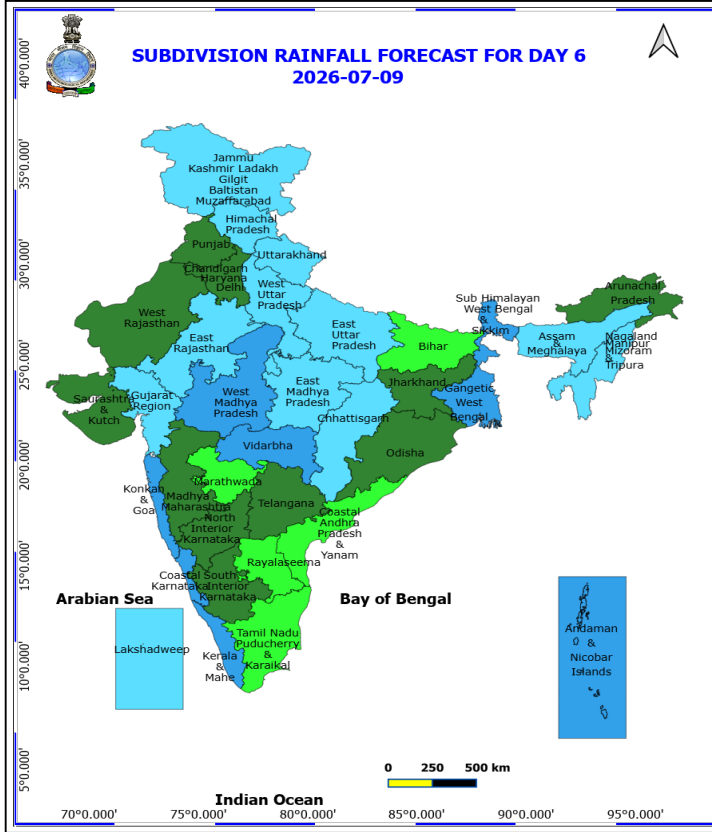 SUBDIVISION RAINFALL FORECAST FOR DAY 6
2026-07-09
40°0.000'
35°0.000'
30°0.000'
25°0.000'
20°0.000'
15°0.000'
10°0.000'
5°0.000'
Jammu
Kashmir Ladakh
Gilgit
Baltistan
Muzaffarabad
Himachal
Pradesh
Punjab
Uttarakhand
Chandigarh
Haryana
Delhi
West
Uttar
Pradesh
West
Rajasthan
East
Rajasthan
East
Uttar
Pradesh
Bihar
Sub Himalayan
West Bengal
&
Sikkim
Arunachal
Pradesh
Assam
&
Meghalaya
Nagaland
Manipur
Mizoram
&
Tripura
Saurashtra
&
Kutch
Gujarat
Region
West
Madhya
Pradesh
East
Madhya
Pradesh
Jharkhand
Gangetic
West
Bengal
Chhattisgarh
Vidarbha
Odisha
Konkan
&
Goa
Marathwada
Madhya
Maharashtra
North
Interior
Karnataka
Telangana
Coastal
Andhra
Pradesh
&
Yanam
Rayalaseema
Coastal
Karnataka
South
Interior
Karnataka
Arabian Sea
Bay of Bengal
Lakshadweep
Tamil Nadu
Puducherry
&
Karaikal
Kerala
&
Mahe
Andaman
&
Nicobar
Islands
0 250 500 km
Indian Ocean
70°0.000' 75°0.000' 80°0.000' 85°0.000' 90°0.000' 95°0.000'